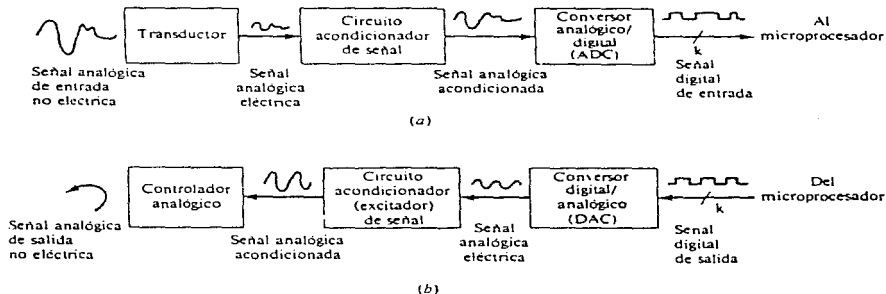 Transductor
Circuito
acondicionador
de señal
Conversor
analógico/
digital
(ADC)
k
Al
microprocesador
Señal analógica
de entrada
no electrica
Señal
analógica
eléctrica
Señal analógica
acondicionada
Señal
digital
de entrada
(a)
Controlador
analógico
Circuito
acondicionador
(excitador)
de señal
Conversor
digital/
analógico
(DAC)
k
Del
microprocesador
Señal analógica
de salida
no eléctrica
Señal analógica
acondicionada
Señal
analógica
eléctrica
Senal
digital
de salida
(b)